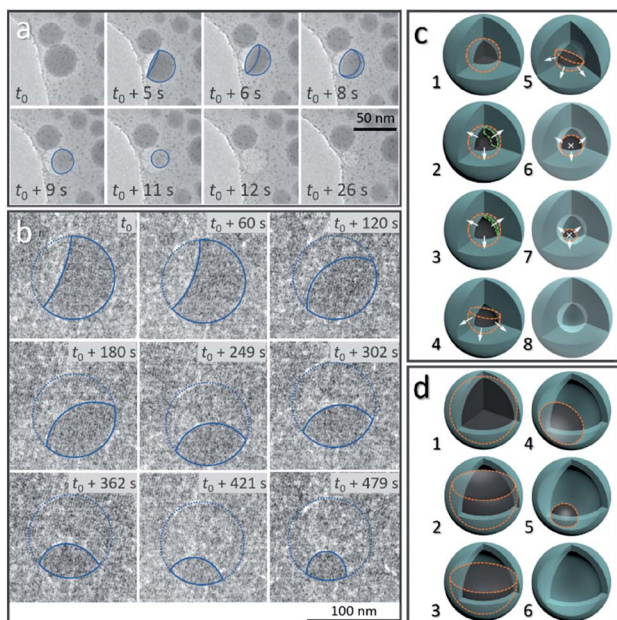 a
t₀
t₀ + 5 s
t₀ + 6 s
t₀ + 8 s
t₀ + 9 s
t₀ + 11 s
t₀ + 12 s
t₀ + 26 s
50 nm
b
t₀
t₀ + 60 s
t₀ + 120 s
t₀ + 180 s
t₀ + 249 s
t₀ + 302 s
t₀ + 362 s
t₀ + 421 s
t₀ + 479 s
100 nm
c
1
5
2
6
3
7
4
8
d
1
4
2
5
3
6